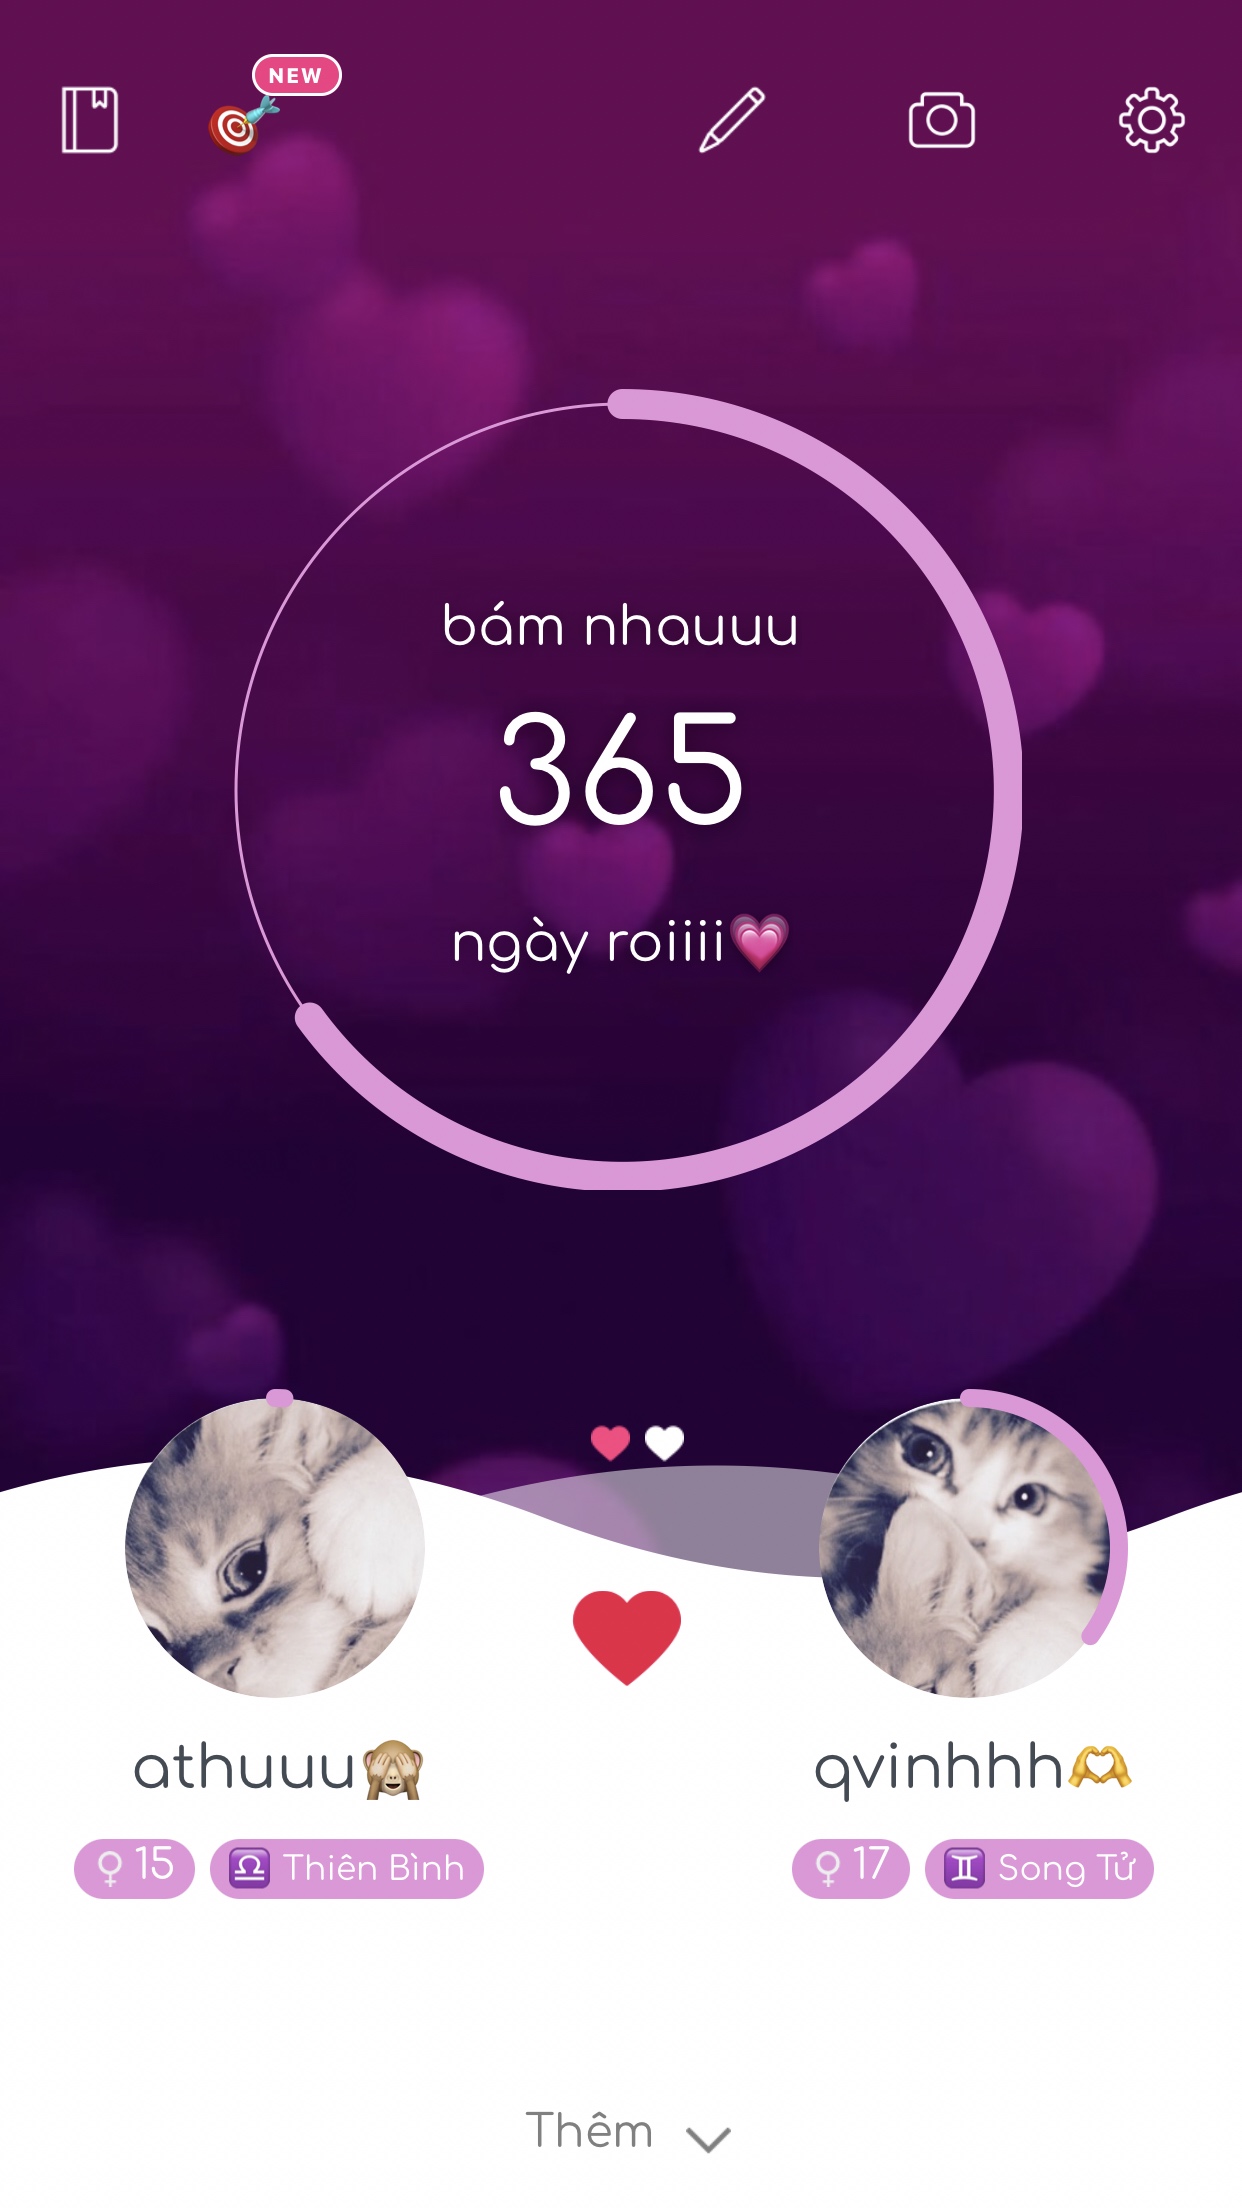 NEW
bám nhauuu
365
ngày roiiii💗
athuuu🙈
qvinhhh🫶
♀ 15 ♎ Thiên Bình
♀ 17 ♊ Song Tử
Thêm